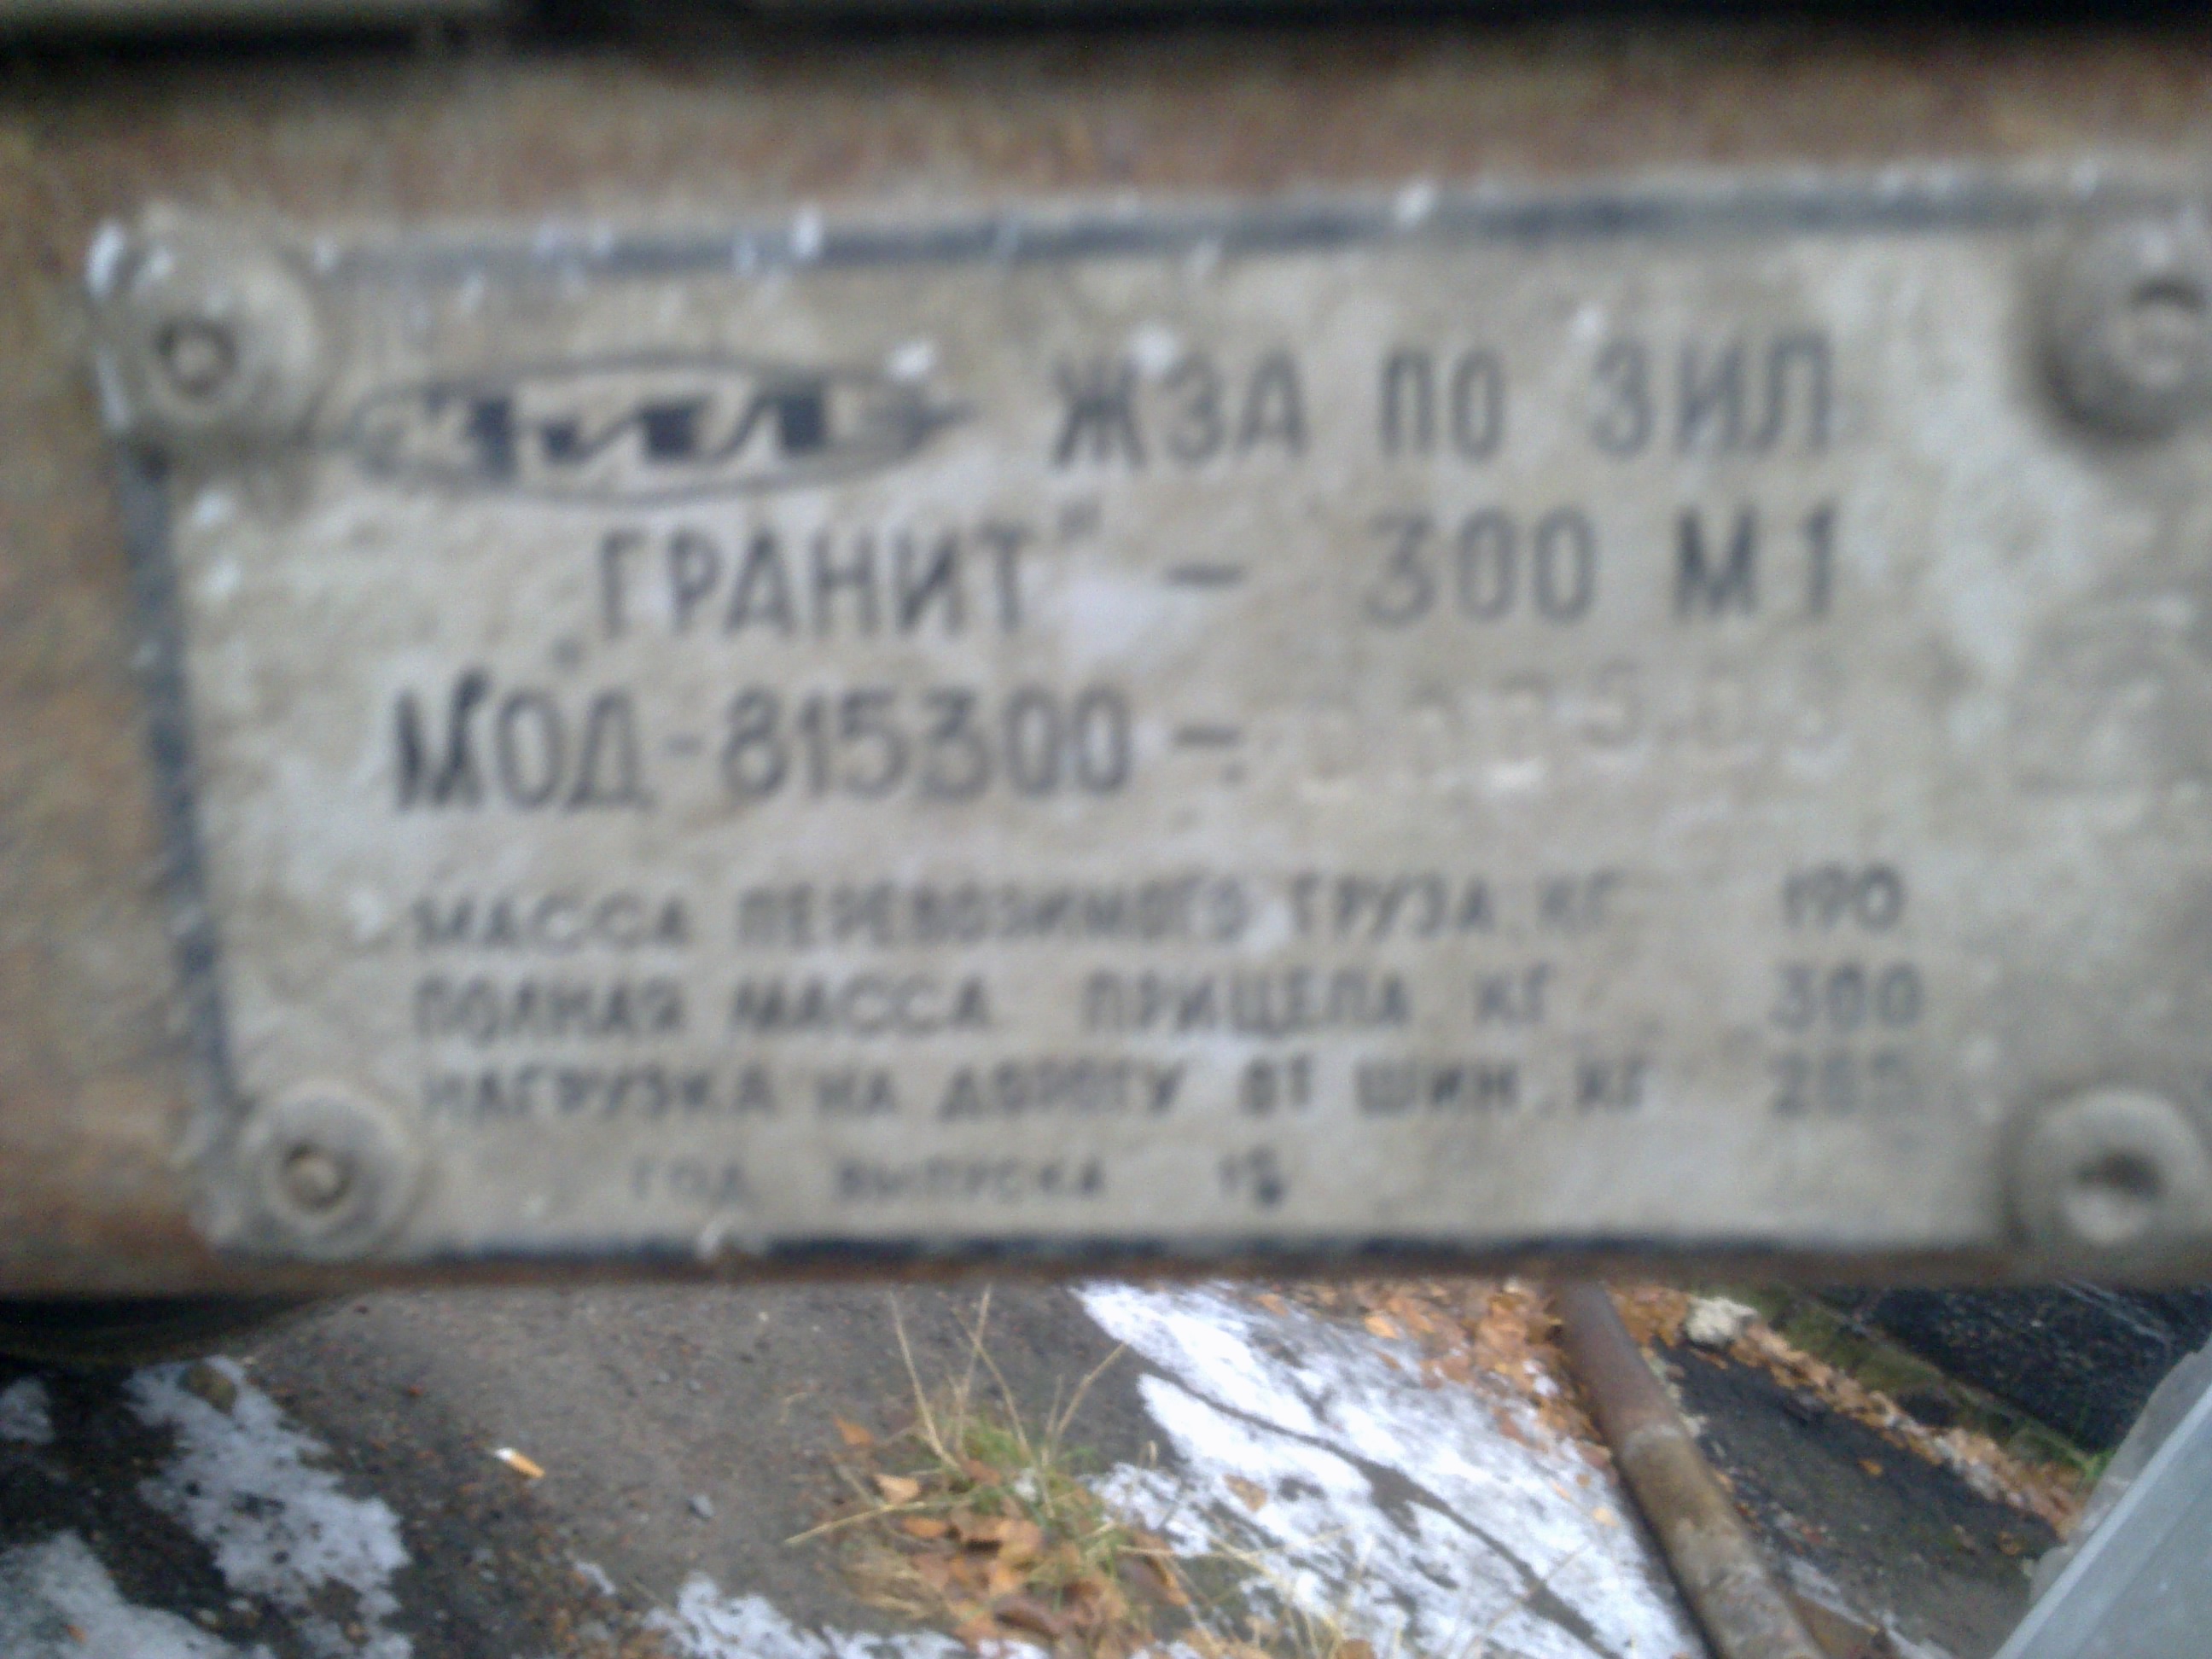 ЗИЛ ЖЗА ПО ЗИЛ
„ГРАНИТ" - 300 М1
МОД-815300 -
МАССА ПЕРЕВОЗИМОГО ГРУЗА, КГ 190
ПОЛНАЯ МАССА ПРИЦЕПА КГ 300
НАГРУЗКА НА ДОРОГУ ОТ ШИН, КГ
ГОД ВЫПУСКА